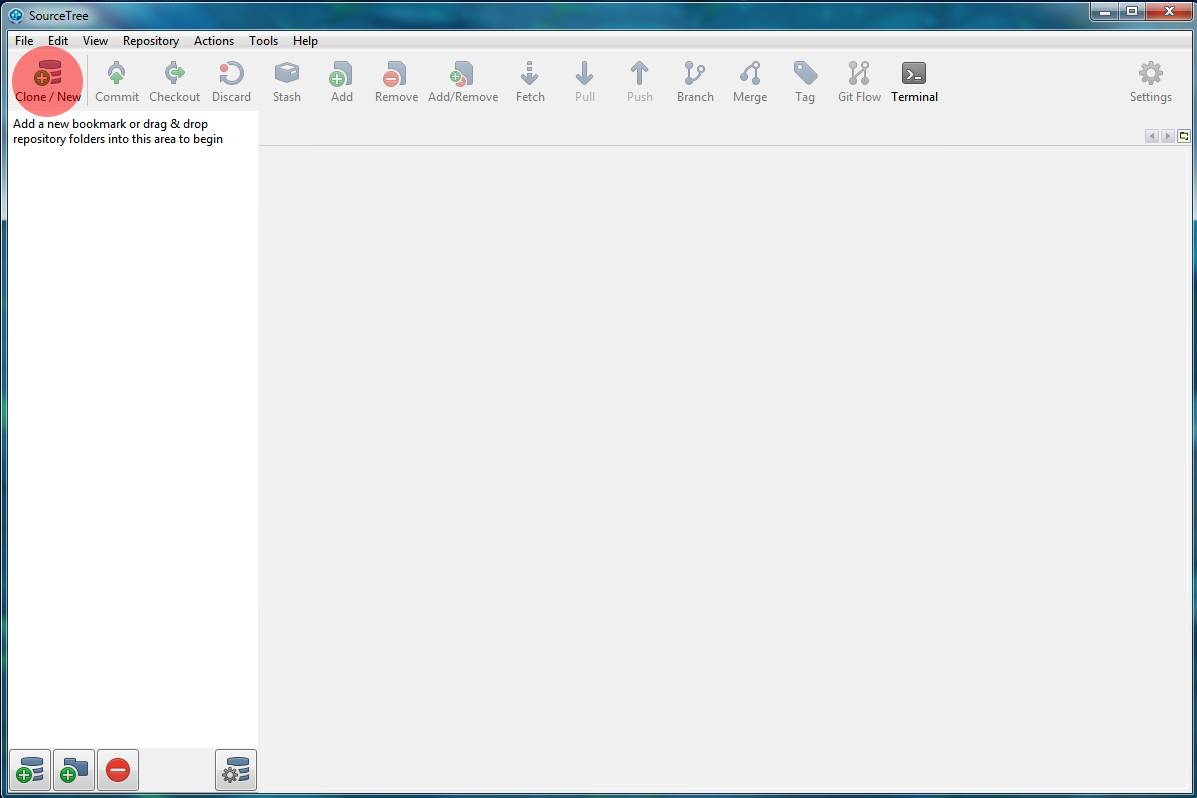 SourceTree
File Edit View Repository Actions Tools Help
Clone / New Commit Checkout Discard Stash Add Remove Add/Remove Fetch Pull Push Branch Merge Tag Git Flow Terminal Settings
Add a new bookmark or drag & drop
repository folders into this area to begin